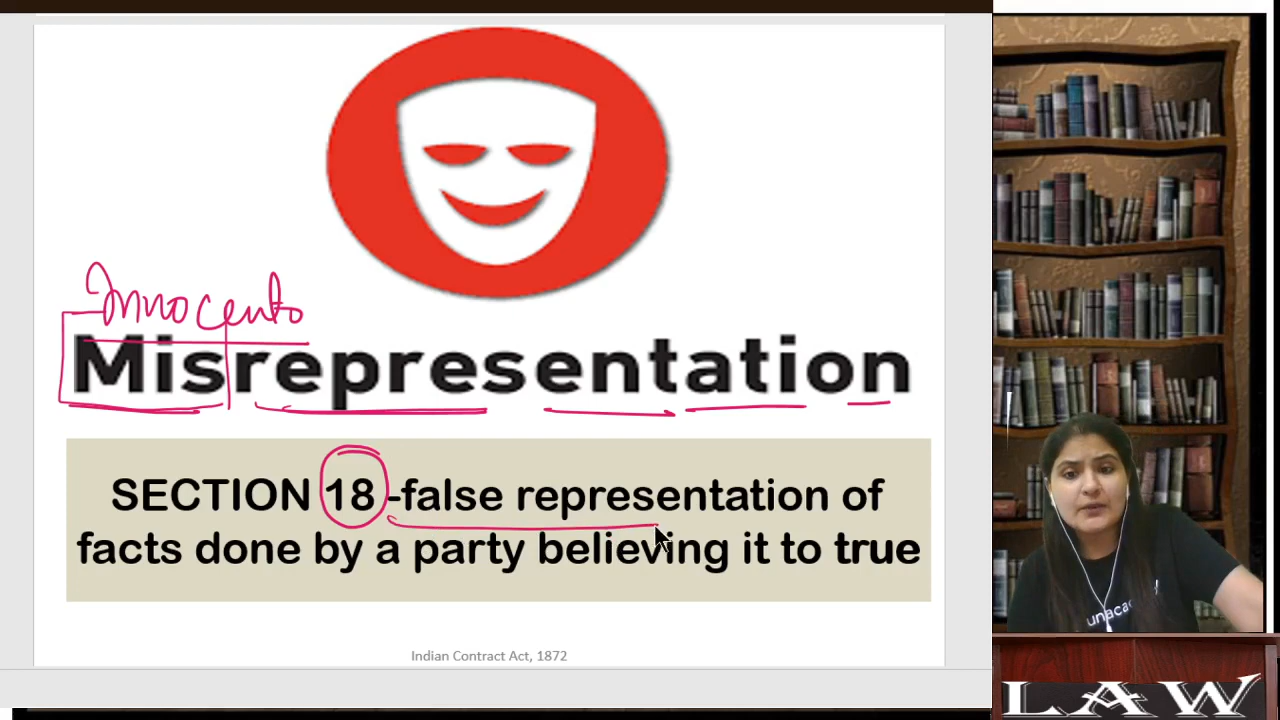 Innocent
Misrepresentation
SECTION 18 -false representation of
facts done by a party believing it to true
Indian Contract Act, 1872
unaca
LAW